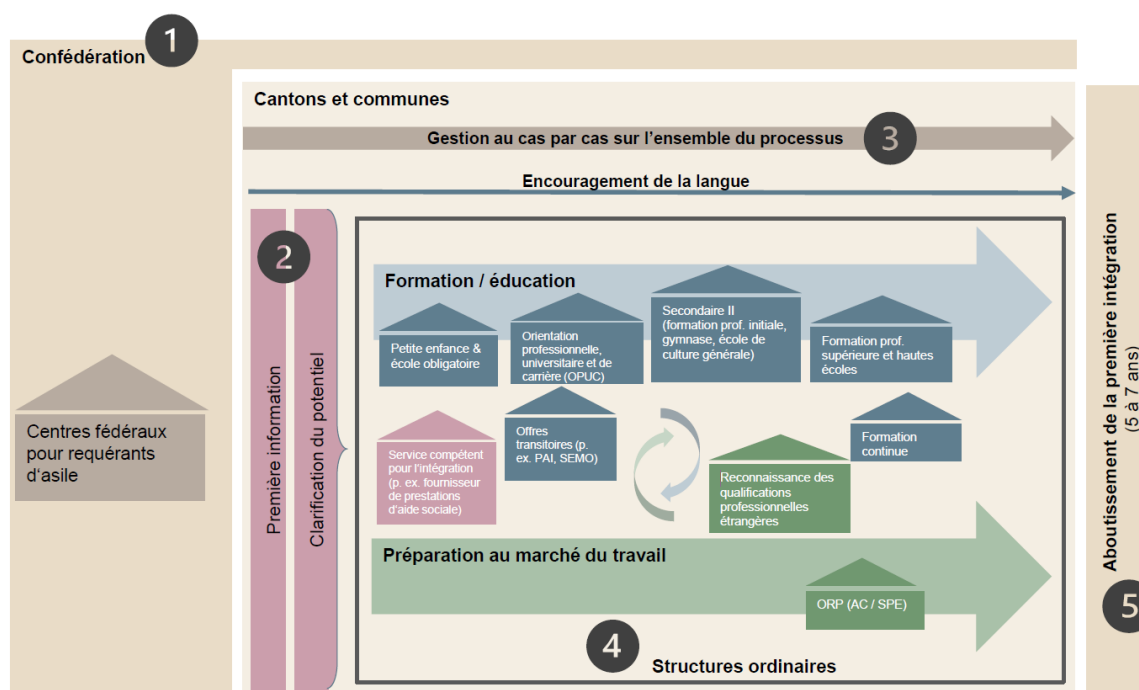 1
Confédération
Cantons et communes
Gestion au cas par cas sur l'ensemble du processus
3
Encouragement de la langue
2
Première information
Clarification du potentiel
Formation / éducation
Petite enfance &
école obligatoire
Orientation
professionnelle,
universitaire et de
carrière (OPUC)
Secondaire II
(formation prof. initiale,
gymnase, école de
culture générale)
Formation prof.
supérieure et hautes
écoles
Centres fédéraux
pour requérants
d'asile
Service compétent
pour l'intégration
(p. ex. fournisseur
de prestations
d'aide sociale)
Offres
transitoires (p.
ex. PAI, SEMO)
Reconnaissance des
qualifications
professionnelles
étrangères
Formation
continue
Préparation au marché du travail
ORP (AC / SPE)
4
Structures ordinaires
Aboutissement de la première intégration
(5 à 7 ans)
5